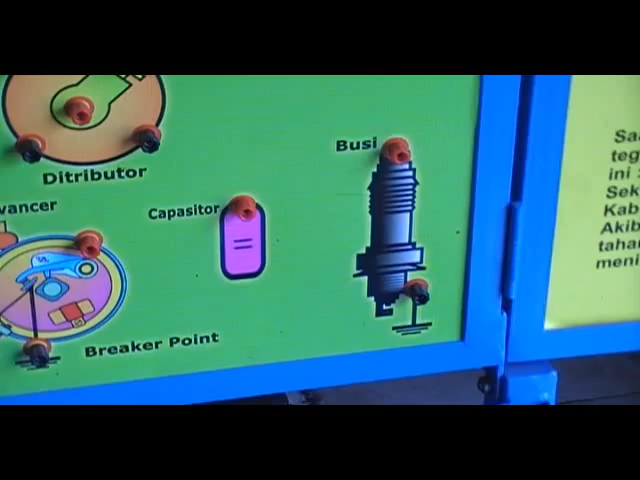 Busi
Ditributor
vancer
Capasitor
Breaker Point
Sa
teg
ini
Sek
Kab
Akib
taha
meni